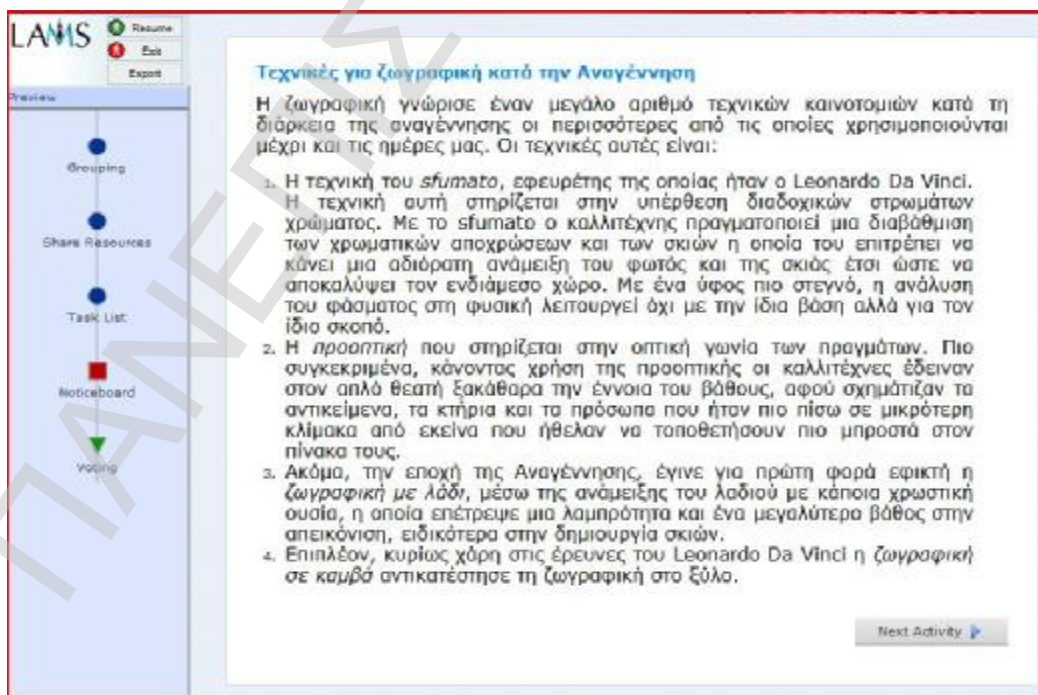 LAMS
Resume
Exit
Export
Preview
Grouping
Share Resources
Task List
Noticeboard
Voting
Τεχνικές για ζωγραφική κατά την Αναγέννηση
Η ζωγραφική γνώρισε έναν μεγάλο αριθμό τεχνικών καινοτομιών κατά τη
διάρκεια της αναγέννησης οι περισσότερες από τις οποίες χρησιμοποιούνται
μέχρι και τις ημέρες μας. Οι τεχνικές αυτές είναι:
1. Η τεχνική του sfumato, εφευρέτης της οποίας ήταν ο Leonardo Da Vinci.
Η τεχνική αυτή στηρίζεται στην υπέρθεση διαδοχικών στρωμάτων
χρώματος. Με το sfumato ο καλλιτέχνης πραγματοποιεί μια διαβάθμιση
των χρωματικών αποχρώσεων και των σκιών η οποία του επιτρέπει να
κάνει μια αδιόρατη ανάμειξη του φωτός και της σκιάς έτσι ώστε να
αποκαλύψει τον ενδιάμεσο χώρο. Με ένα ύφος πιο στεγνό, η ανάλυση
του φάσματος στη φυσική λειτουργεί όχι με την ίδια βάση αλλά για τον
ίδιο σκοπό.
2. Η προοπτική που στηρίζεται στην οπτική γωνία των πραγμάτων. Πιο
συγκεκριμένα, κάνοντας χρήση της προοπτικής οι καλλιτέχνες έδειναν
στον απλό θεατή ξεκάθαρα την έννοια του βάθους, αφού σχημάτιζαν τα
αντικείμενα, τα κτήρια και τα πρόσωπα που ήταν πιο πίσω σε μικρότερη
κλίμακα από εκείνα που ήθελαν να τοποθετήσουν πιο μπροστά στον
πίνακα τους.
3. Ακόμα, την εποχή της Αναγέννησης, έγινε για πρώτη φορά εφικτή η
ζωγραφική με λάδι, μέσω της ανάμειξης του λαδιού με κάποια χρωστική
ουσία, η οποία επέτρεψε μια λαμπρότητα και ένα μεγαλύτερο βάθος στην
απεικόνιση, ειδικότερα στην δημιουργία σκιών.
4. Επιπλέον, κυρίως χάρη στις έρευνες του Leonardo Da Vinci η ζωγραφική
σε καμβά αντικατέστησε τη ζωγραφική στο ξύλο.
Next Activity
ΠΑΝΕΠΙΣ